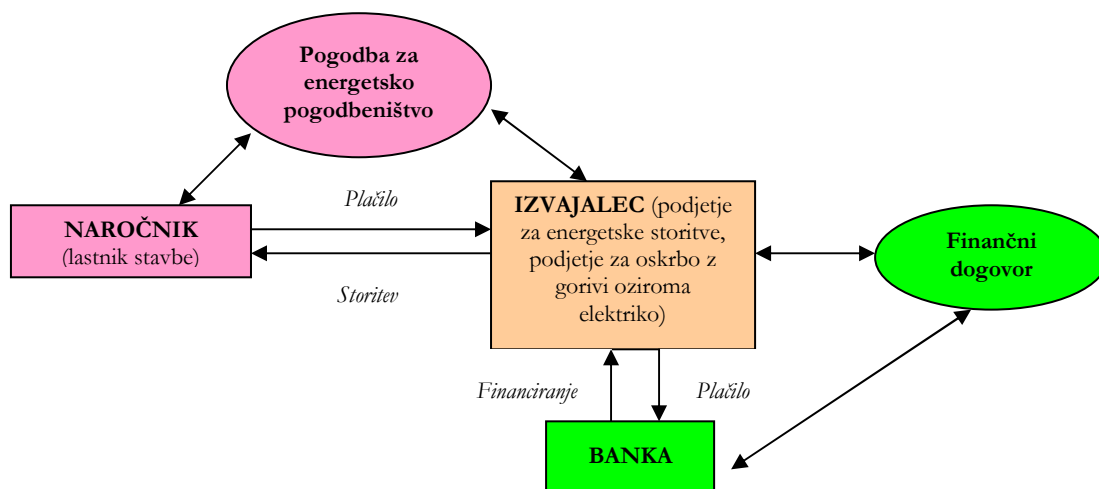 Pogodba za
energetsko
pogodbeništvo
Plačilo
NAROČNIK
(lastnik stavbe)
Storitev
IZVAJALEC (podjetje
za energetske storitve,
podjetje za oskrbo z
gorivi oziroma
elektriko)
Finančni
dogovor
Financiranje
Plačilo
BANKA